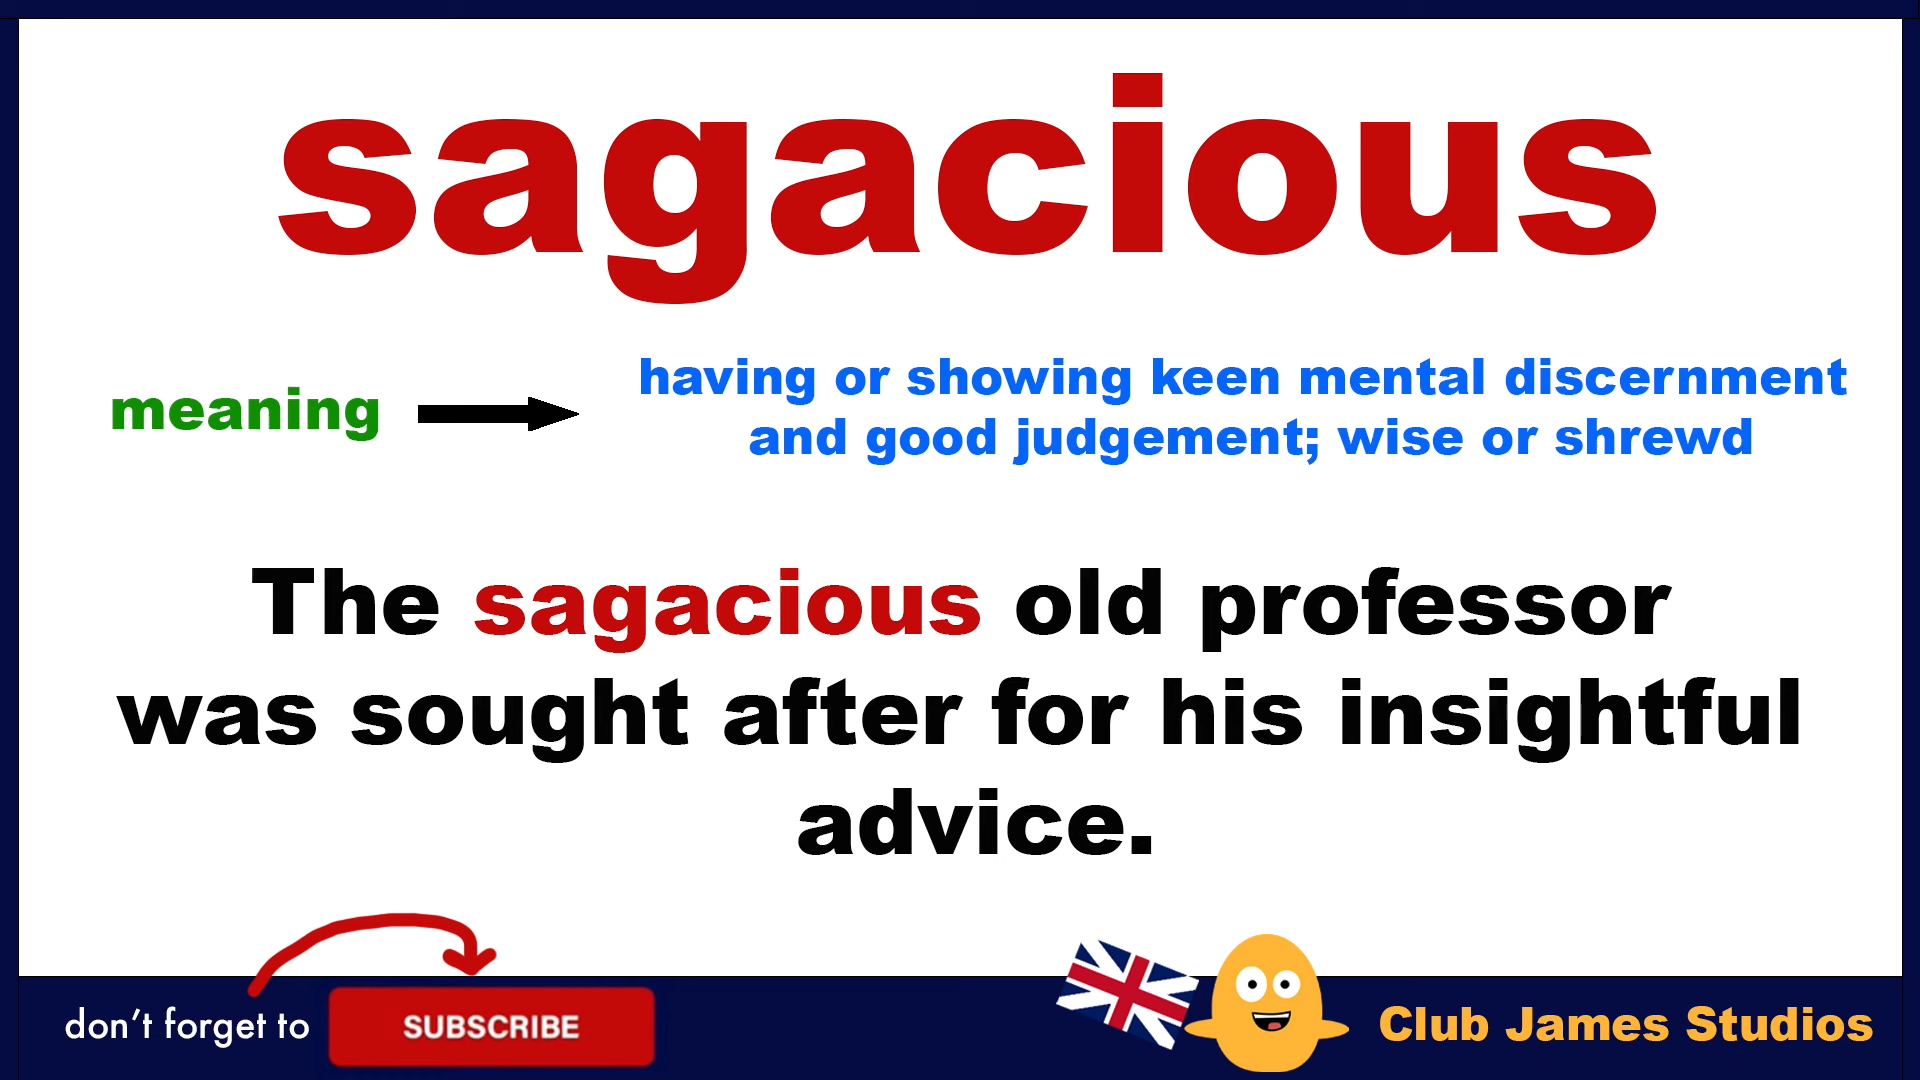 sagacious
meaning
having or showing keen mental discernment
and good judgement; wise or shrewd
The sagacious old professor
was sought after for his insightful
advice.
don't forget to
SUBSCRIBE
Club James Studios